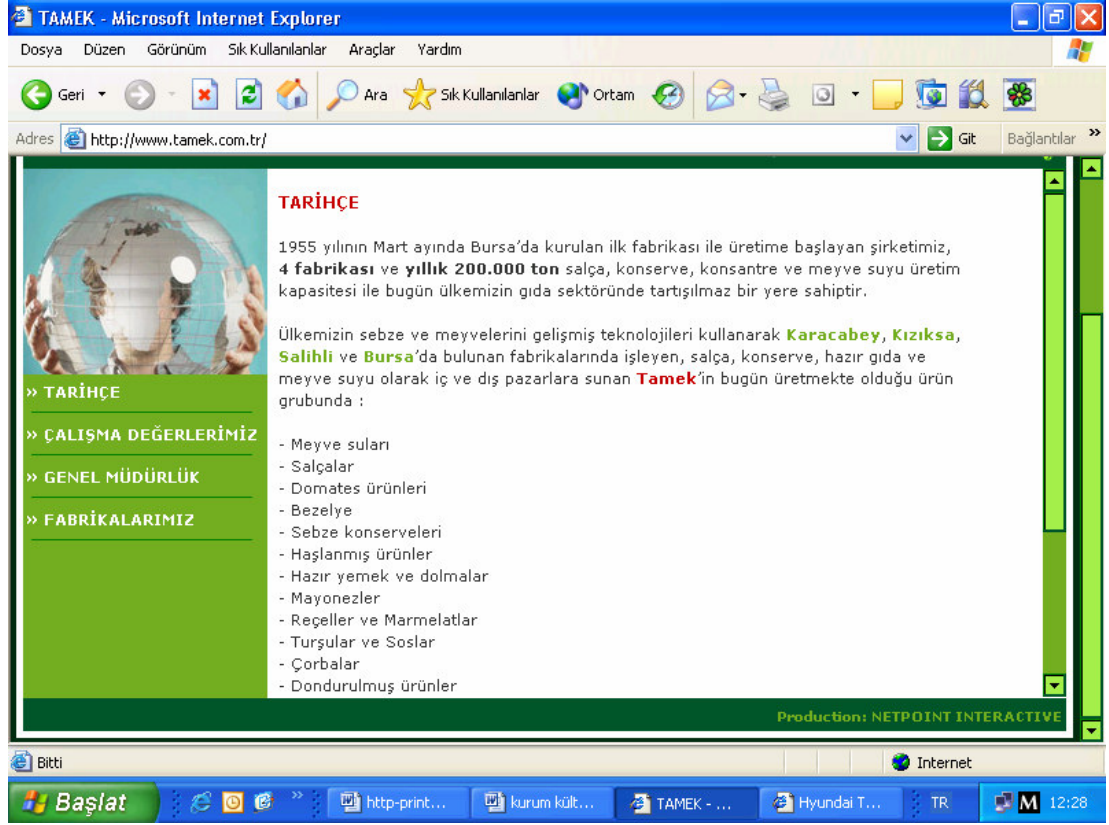 TAMEK - Microsoft Internet Explorer
Dosya Düzen Görünüm Sık Kullanılanlar Araçlar Yardım
Geri Ara Sık Kullanılanlar Ortam
Adres http://www.tamek.com.tr/ Git Bağlantılar »
TARİHÇE
1955 yılının Mart ayında Bursa’da kurulan ilk fabrikası ile üretime başlayan şirketimiz,
4 fabrikası ve yıllık 200.000 ton salça, konserve, konsantre ve meyve suyu üretim
kapasitesi ile bugün ülkemizin gıda sektöründe tartışılmaz bir yere sahiptir.
Ülkemizin sebze ve meyvelerini gelişmiş teknolojileri kullanarak Karacabey, Kızıksa,
Salihli ve Bursa’da bulunan fabrikalarında işleyen, salça, konserve, hazır gıda ve
meyve suyu olarak iç ve dış pazarlara sunan Tamek’in bugün üretmekte olduğu ürün
grubunda :
- Meyve suları
- Salçalar
- Domates ürünleri
- Bezelye
- Sebze konserveleri
- Haşlanmış ürünler
- Hazır yemek ve dolmalar
- Mayonezler
- Reçeller ve Marmelatlar
- Turşular ve Soslar
- Çorbalar
- Dondurulmuş ürünler
» TARİHÇE
» ÇALIŞMA DEĞERLERİMİZ
» GENEL MÜDÜRLÜK
» FABRİKALARIMIZ
Production: NETPOINT INTERACTIVE
Bitti Internet
Başlat » http-print... kurum kült... TAMEK - ... Hyundai T... TR M 12:28